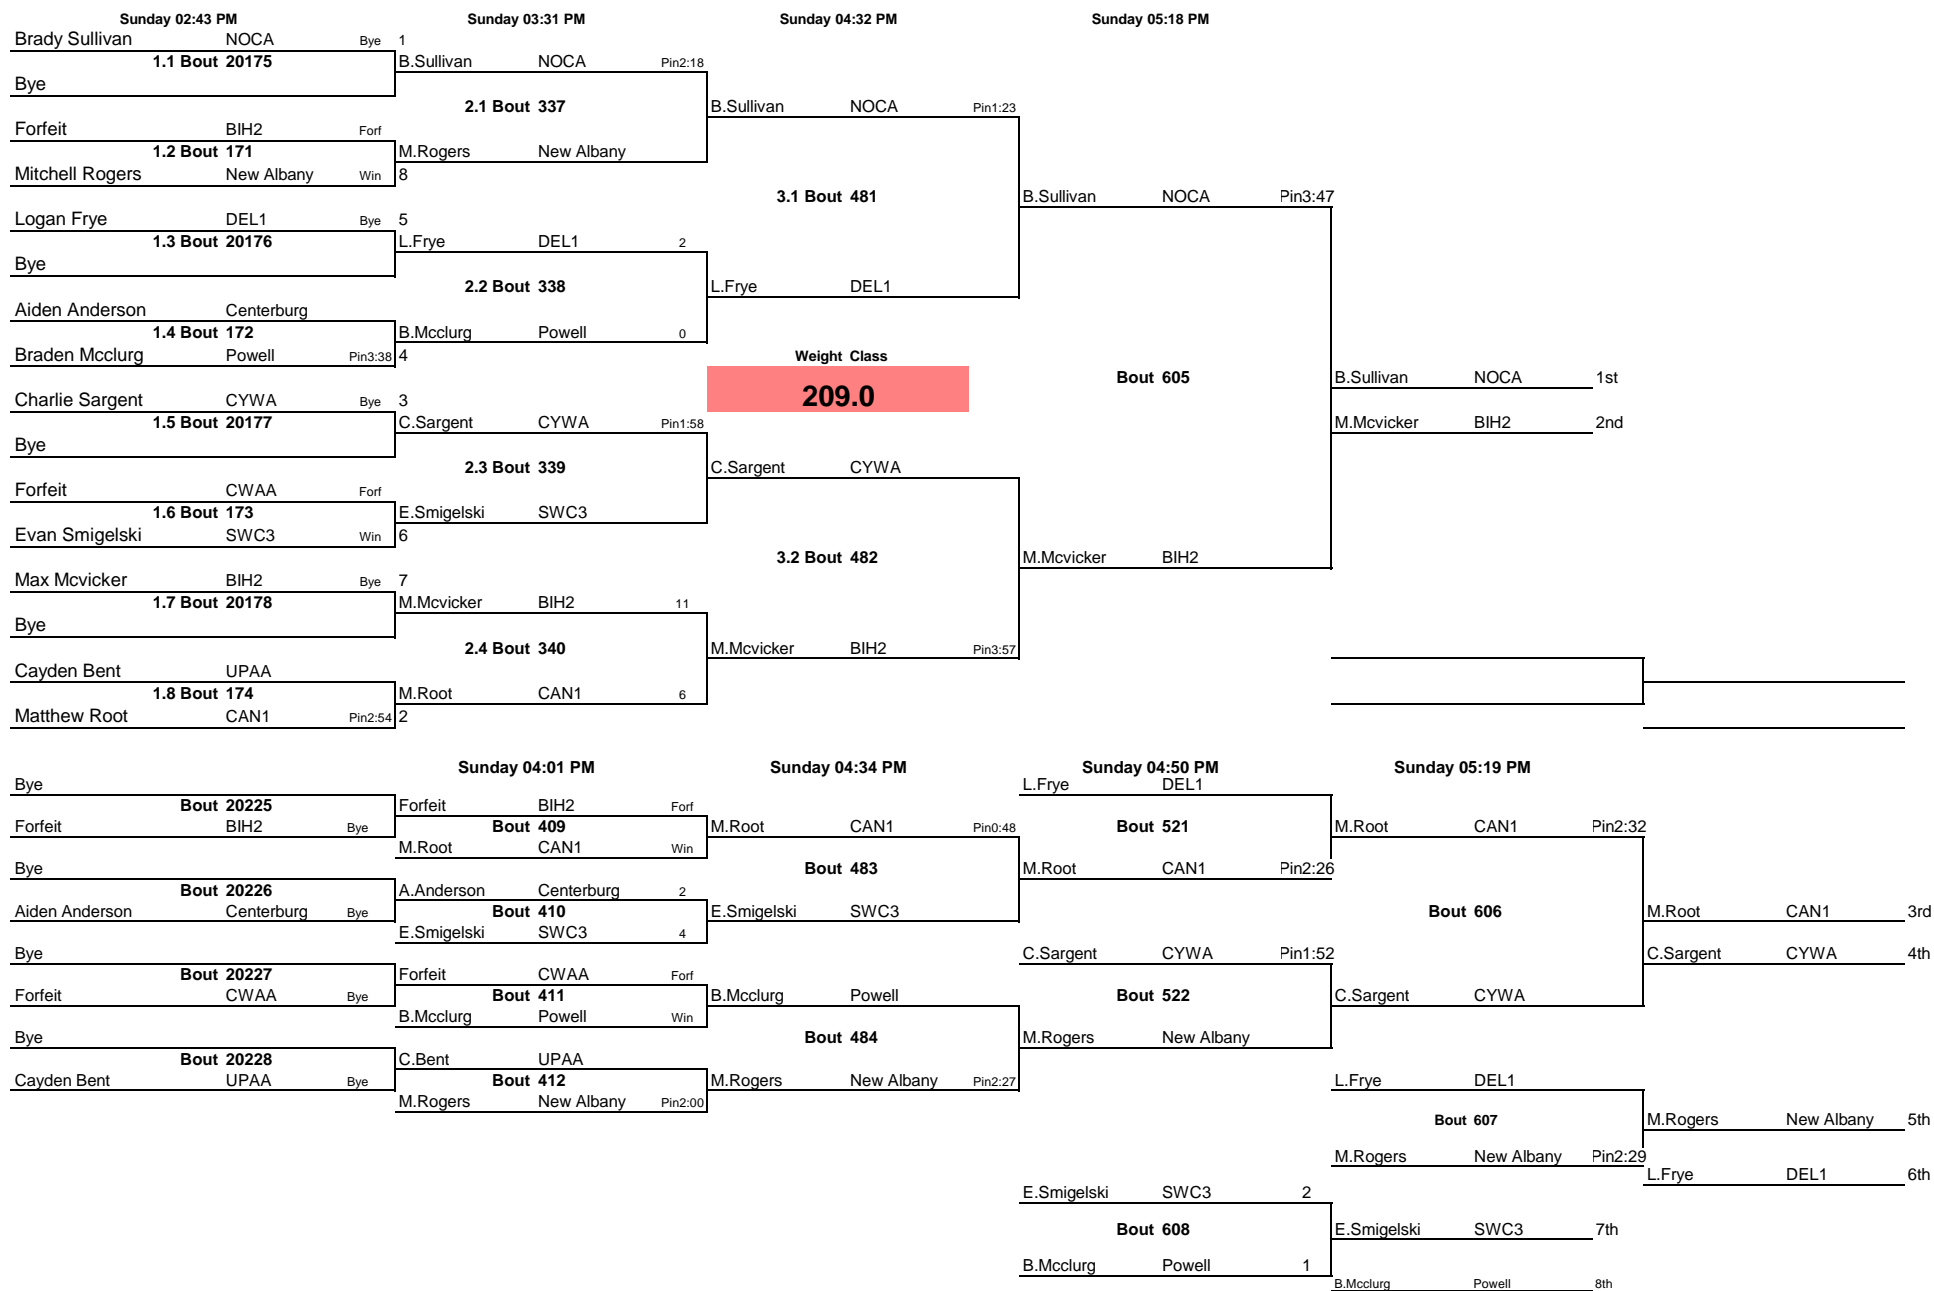 Sunday 02:43 PM Sunday 03:31 PM Sunday 04:32 PM Sunday 05:18 PM
Brady Sullivan NOCA Bye 1
1.1 Bout 20175 B.Sullivan NOCA Pin2:18
Bye
2.1 Bout 337 B.Sullivan NOCA Pin1:23
Forfeit BIH2 Forf
1.2 Bout 171 M.Rogers New Albany
Mitchell Rogers New Albany Win 8
3.1 Bout 481 B.Sullivan NOCA Pin3:47
Logan Frye DEL1 Bye 5
1.3 Bout 20176 L.Frye DEL1 2
Bye
2.2 Bout 338 L.Frye DEL1
Aiden Anderson Centerburg
1.4 Bout 172 B.Mcclurg Powell 0
Braden Mcclurg Powell Pin3:38 4 Weight Class
Bout 605 B.Sullivan NOCA 1st
Charlie Sargent CYWA Bye 3 209.0
1.5 Bout 20177 C.Sargent CYWA Pin1:58 M.Mcvicker BIH2 2nd
Bye
2.3 Bout 339 C.Sargent CYWA
Forfeit CWAA Forf
1.6 Bout 173 E.Smigelski SWC3
Evan Smigelski SWC3 Win 6
3.2 Bout 482 M.Mcvicker BIH2
Max Mcvicker BIH2 Bye 7
1.7 Bout 20178 M.Mcvicker BIH2 11
Bye
2.4 Bout 340 M.Mcvicker BIH2 Pin3:57
Cayden Bent UPAA
1.8 Bout 174 M.Root CAN1 6
Matthew Root CAN1 Pin2:54 2
Sunday 04:01 PM Sunday 04:34 PM Sunday 04:50 PM Sunday 05:19 PM
Bye L.Frye DEL1
Bout 20225 Forfeit BIH2 Forf
Forfeit BIH2 Bye Bout 409 M.Root CAN1 Pin0:48 Bout 521 M.Root CAN1 Pin2:32
M.Root CAN1 Win
Bye Bout 483 M.Root CAN1 Pin2:26
Bout 20226 A.Anderson Centerburg 2
Aiden Anderson Centerburg Bye Bout 410 E.Smigelski SWC3 Bout 606 M.Root CAN1 3rd
E.Smigelski SWC3 4
Bye C.Sargent CYWA Pin1:52 C.Sargent CYWA 4th
Bout 20227 Forfeit CWAA Forf
Forfeit CWAA Bye Bout 411 B.Mcclurg Powell Bout 522 C.Sargent CYWA
B.Mcclurg Powell Win
Bye Bout 484 M.Rogers New Albany
Bout 20228 C.Bent UPAA
Cayden Bent UPAA Bye Bout 412 M.Rogers New Albany Pin2:27 L.Frye DEL1
M.Rogers New Albany Pin2:00
Bout 607 M.Rogers New Albany 5th
M.Rogers New Albany Pin2:29
L.Frye DEL1 6th
E.Smigelski SWC3 2
Bout 608 E.Smigelski SWC3 7th
B.Mcclurg Powell 1
B.Mcclurg Powell 8th